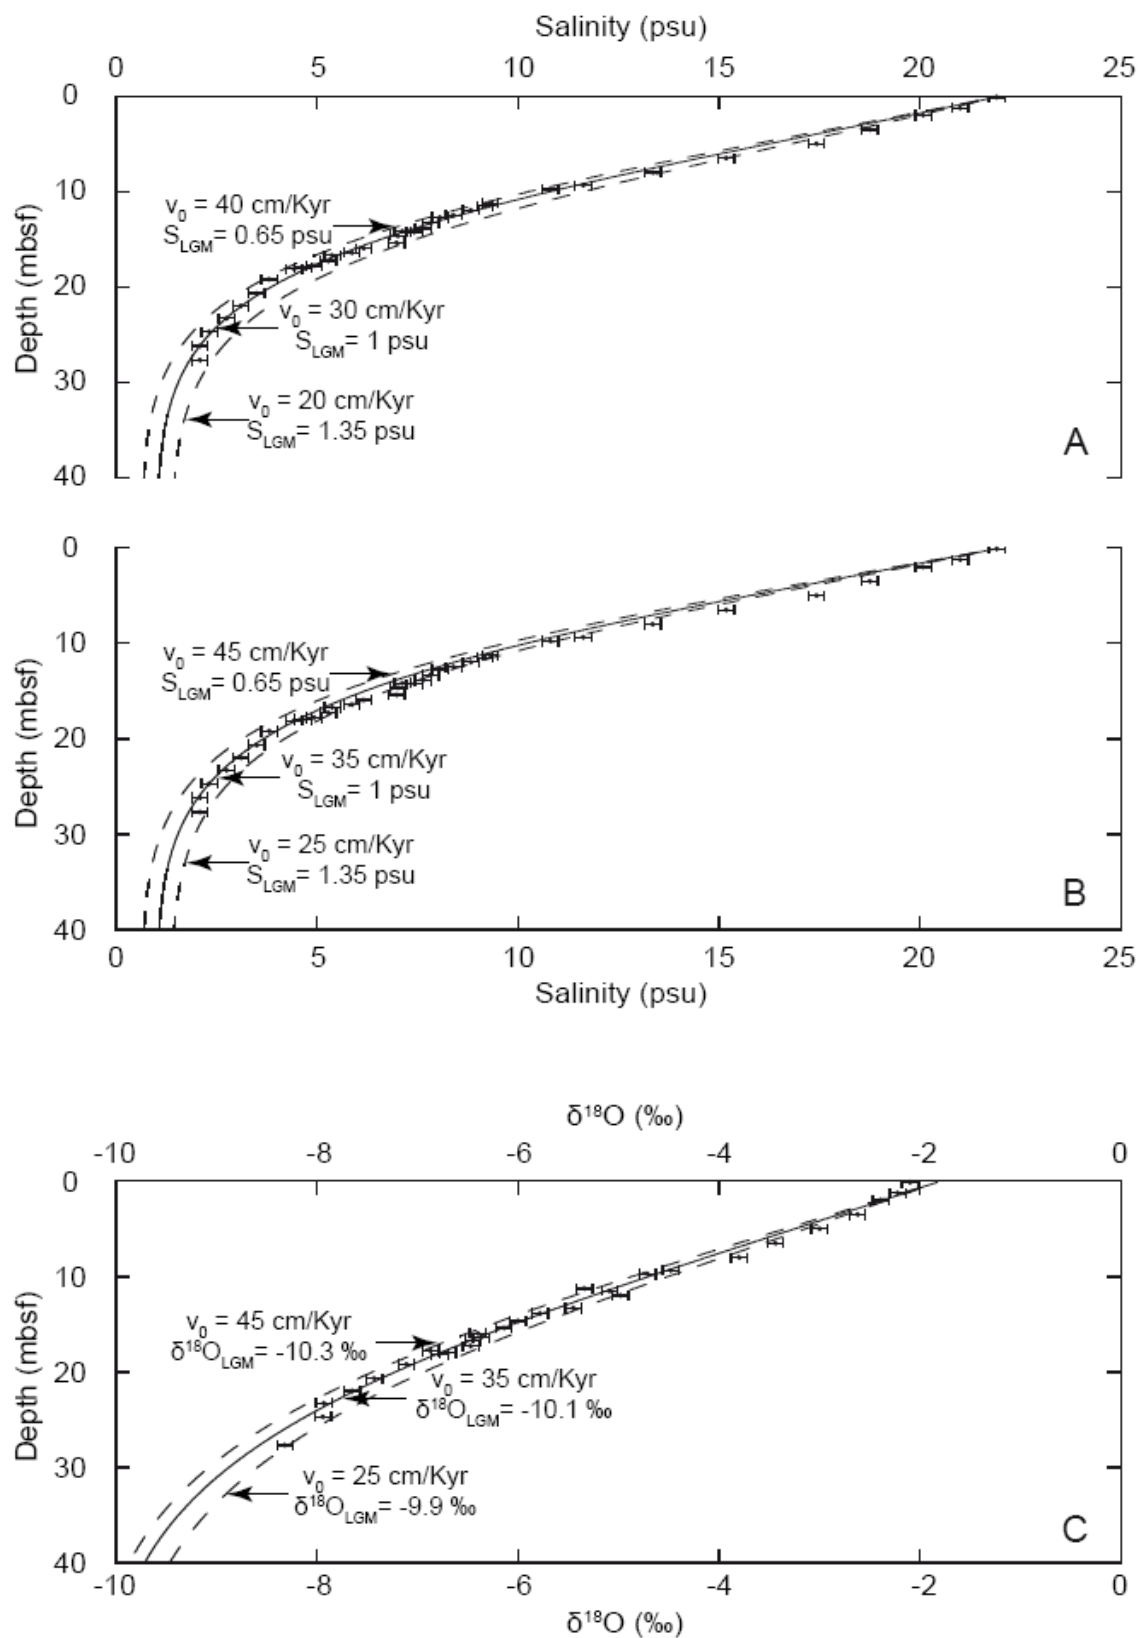 Salinity (psu)
0 5 10 15 20 25
0
10
20
30
40
Depth (mbsf)
v0 = 40 cm/Kyr
SLGM= 0.65 psu
v0 = 30 cm/Kyr
SLGM= 1 psu
v0 = 20 cm/Kyr
SLGM= 1.35 psu
A
0
10
20
30
40
Depth (mbsf)
v0 = 45 cm/Kyr
SLGM= 0.65 psu
v0 = 35 cm/Kyr
SLGM= 1 psu
v0 = 25 cm/Kyr
SLGM= 1.35 psu
B
0 5 10 15 20 25
Salinity (psu)
δ¹⁸O (‰)
-10 -8 -6 -4 -2 0
0
10
20
30
40
Depth (mbsf)
v0 = 45 cm/Kyr
δ¹⁸OLGM= -10.3 ‰
v0 = 35 cm/Kyr
δ¹⁸OLGM= -10.1 ‰
v0 = 25 cm/Kyr
δ¹⁸OLGM= -9.9 ‰
C
-10 -8 -6 -4 -2 0
δ¹⁸O (‰)